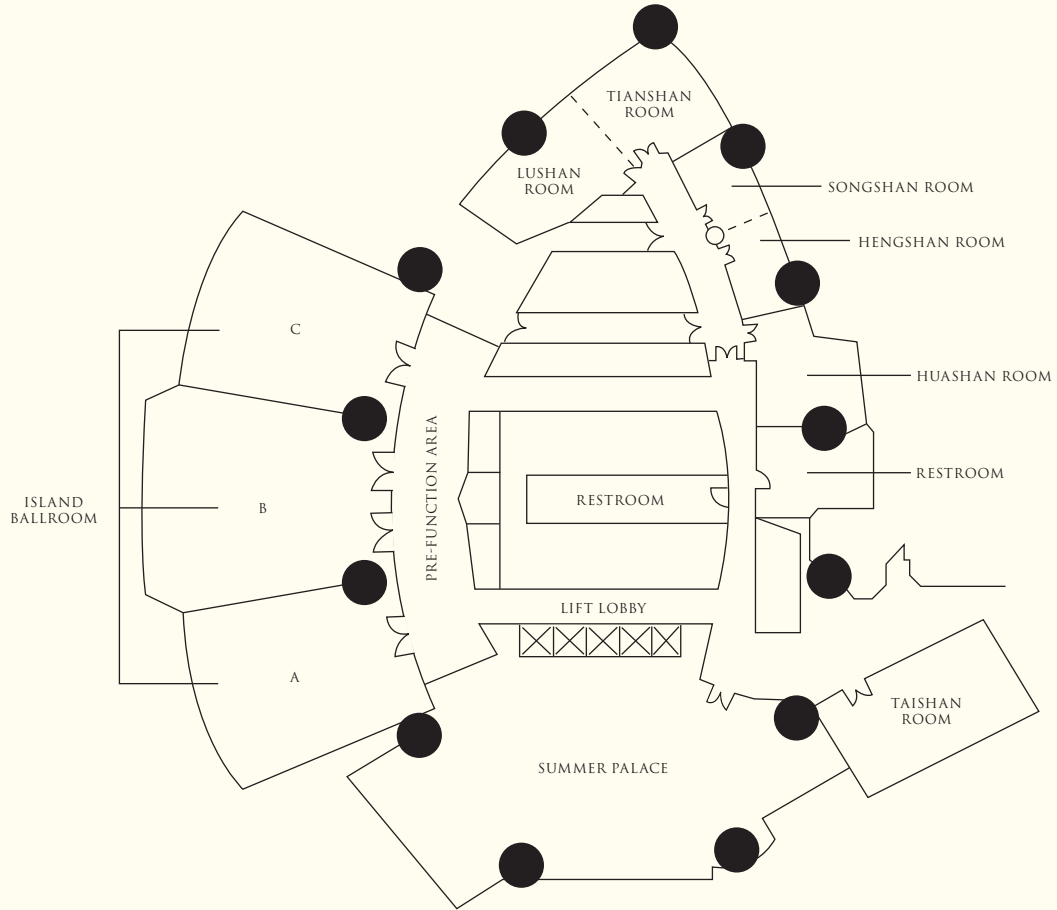 TIANSHAN
ROOM
LUSHAN
ROOM
SONGSHAN ROOM
HENGSHAN ROOM
C
HUASHAN ROOM
PRE-FUNCTION AREA
RESTROOM
RESTROOM
ISLAND
BALLROOM
B
LIFT LOBBY
A
TAISHAN
ROOM
SUMMER PALACE